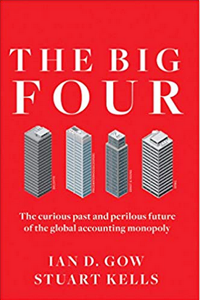 THE BIG
FOUR
The curious past and perilous future
of the global accounting monopoly
IAN D. GOW
STUART KELLS